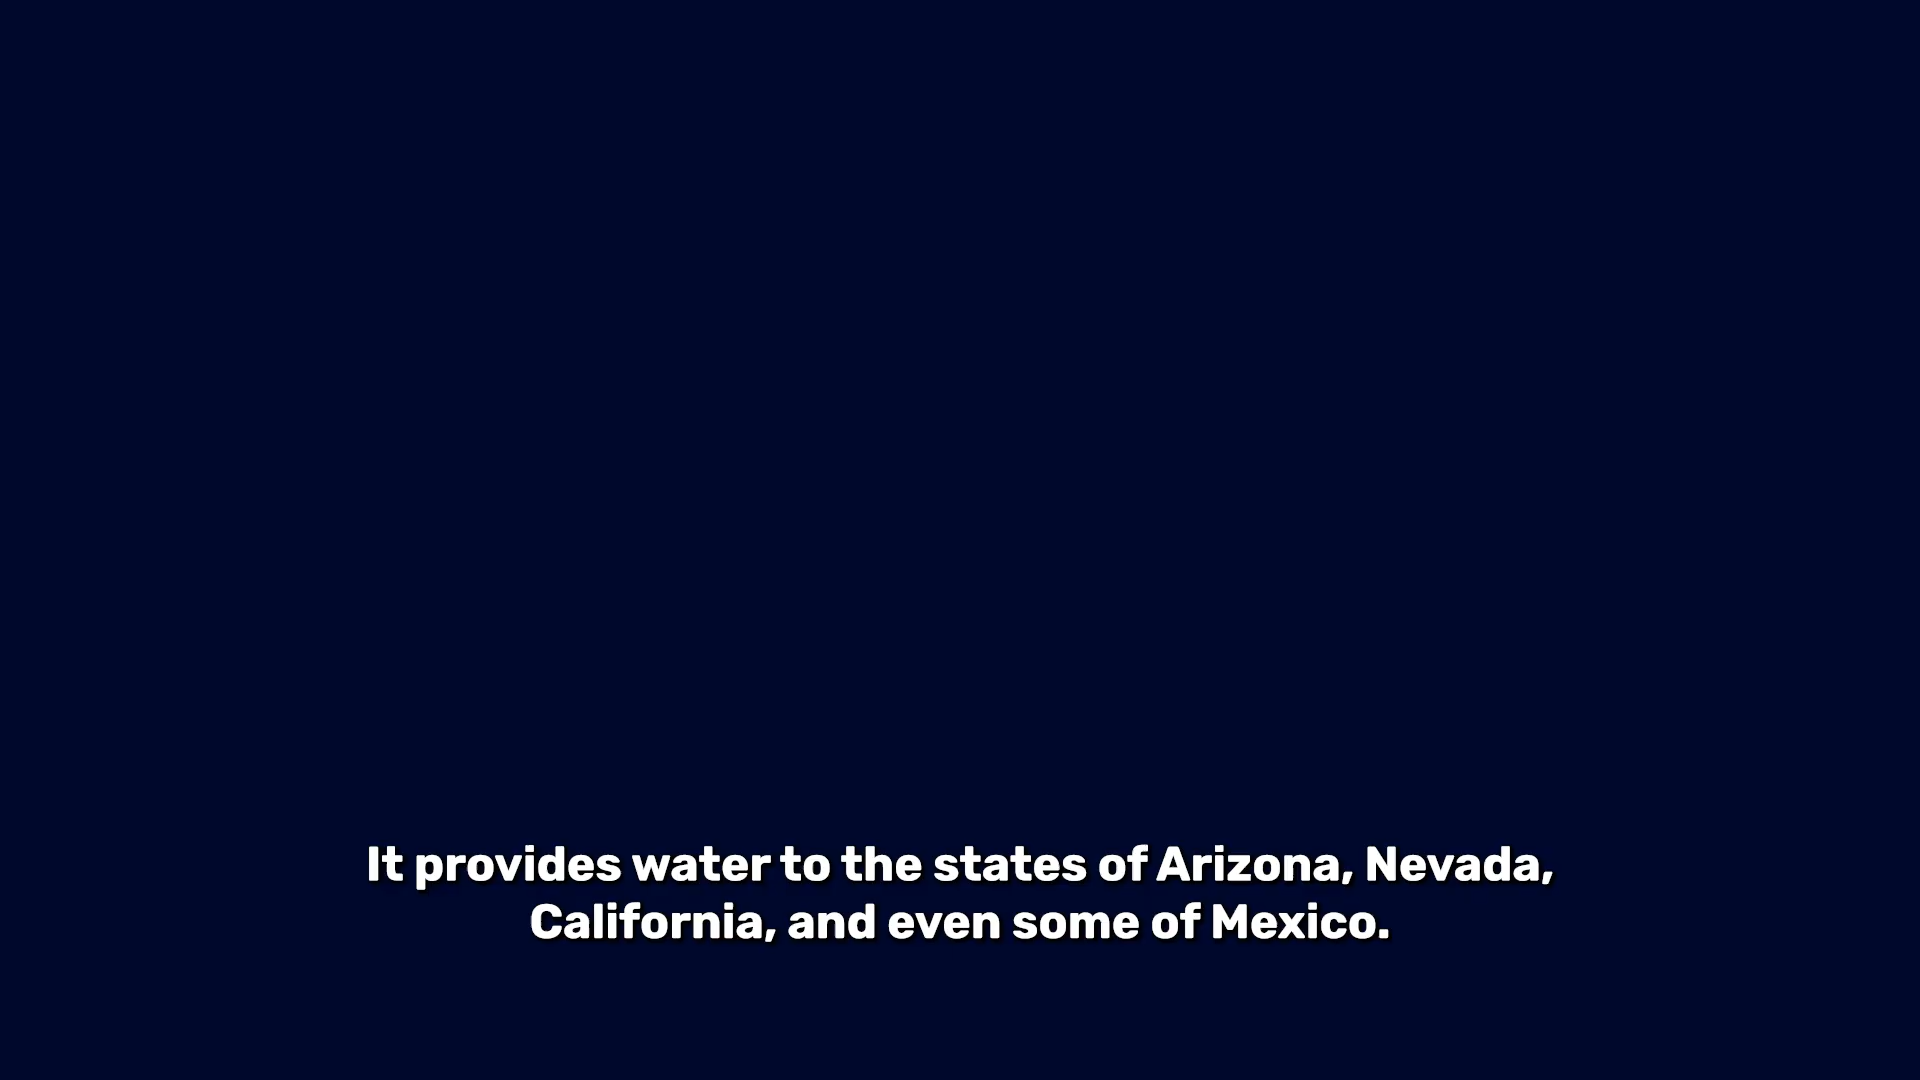 It provides water to the states of Arizona, Nevada,
California, and even some of Mexico.